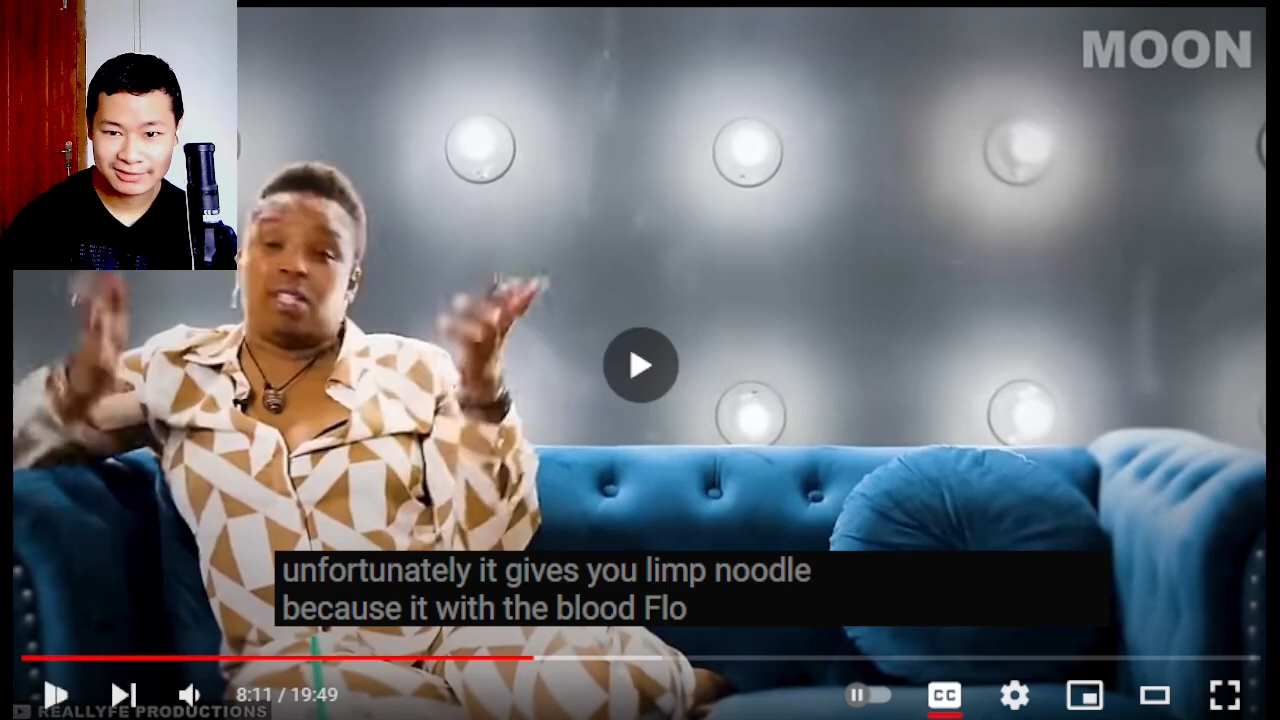 MOON
unfortunately it gives you limp noodle
because it with the blood Flo
8:11 / 19:49
CC
REALLYFE PRODUCTIONS